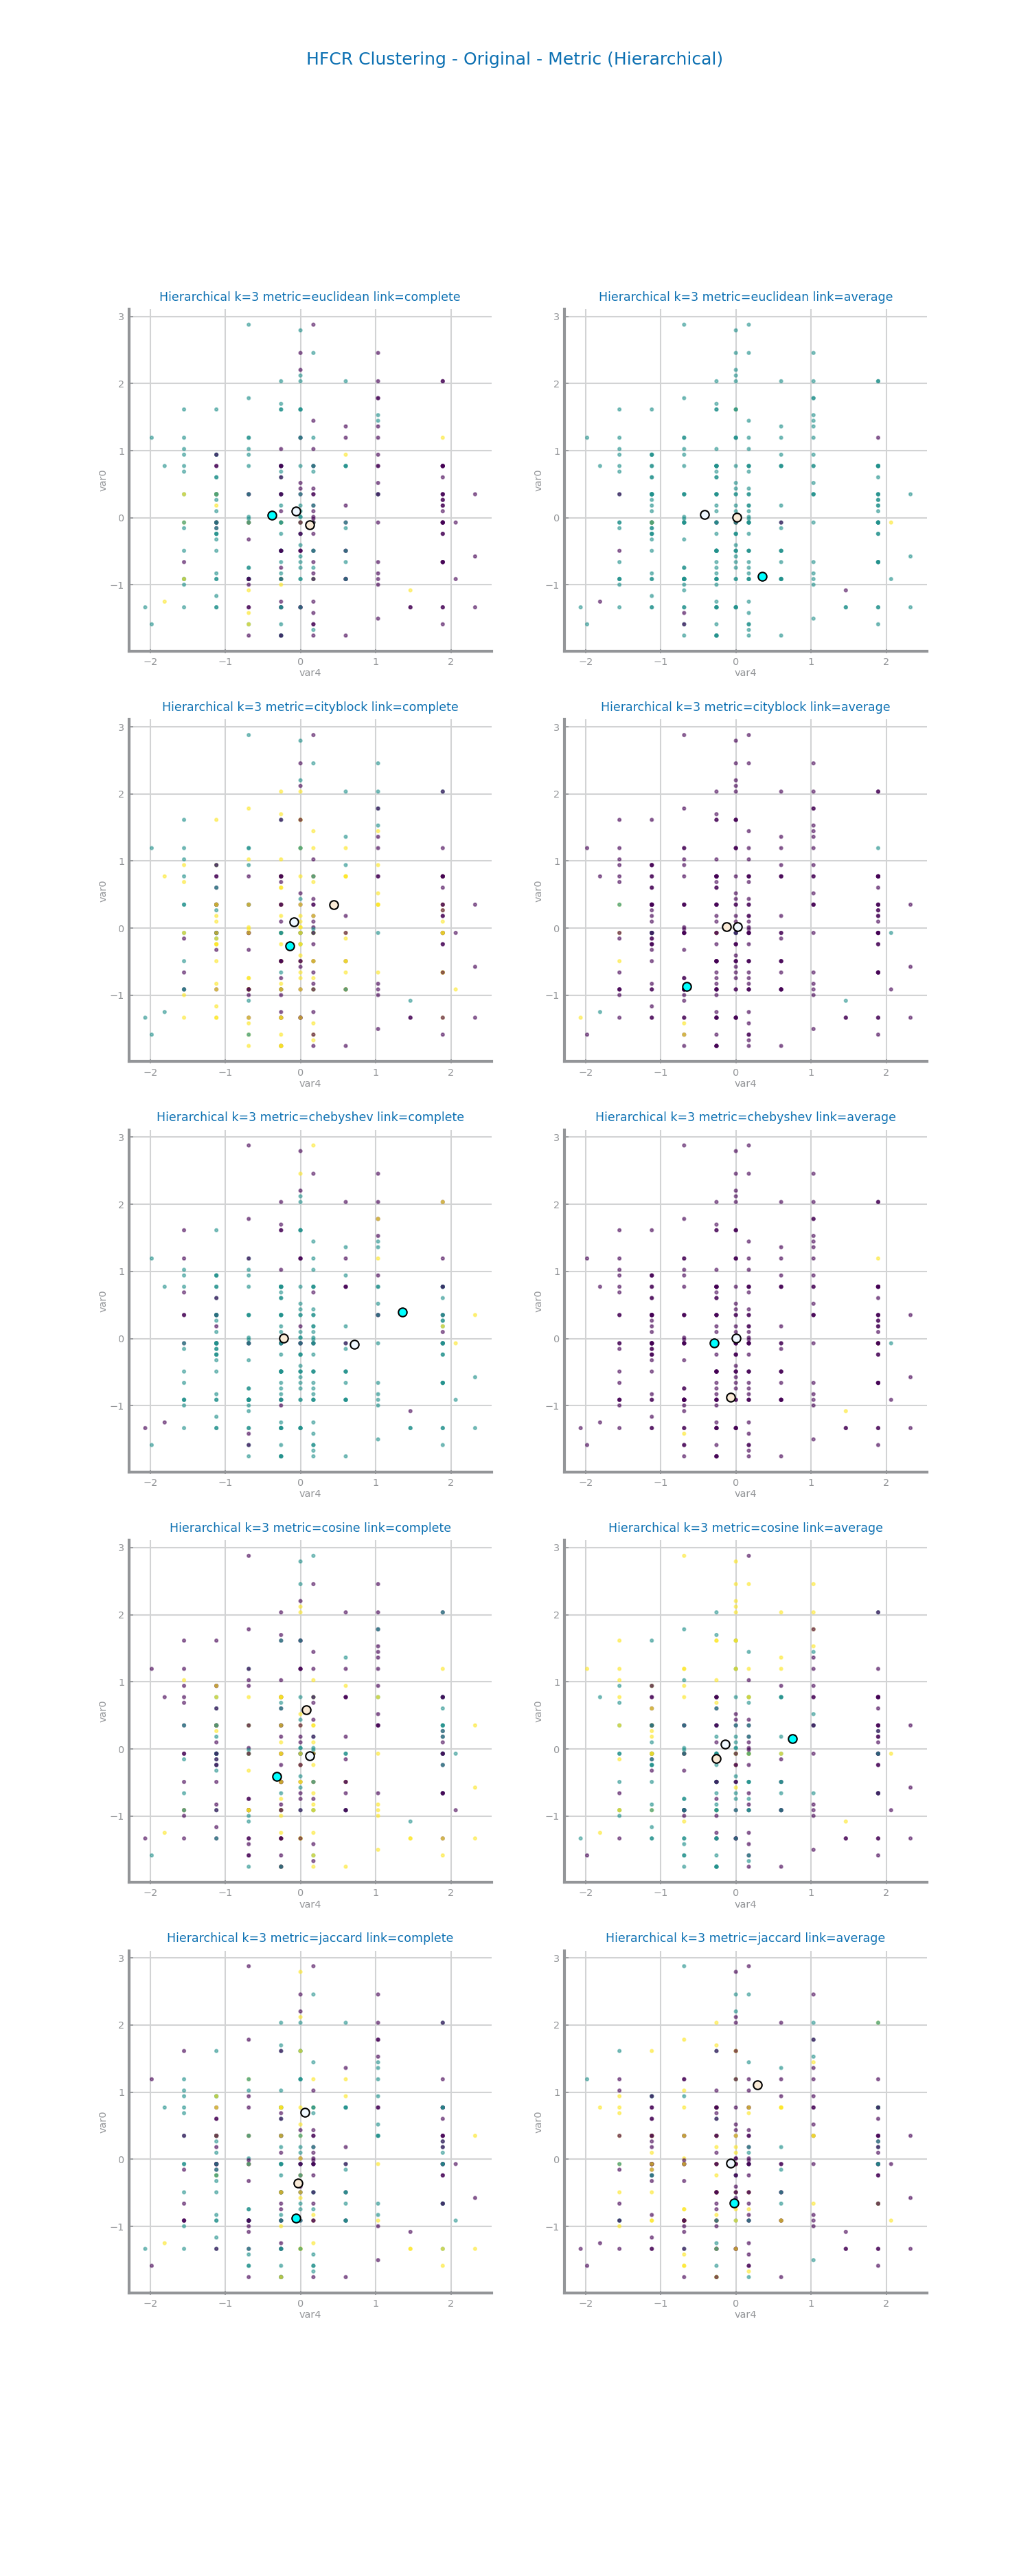 HFCR Clustering - Original - Metric (Hierarchical)
Hierarchical k=3 metric=euclidean link=complete
3
2
1
0
−1
var0
−2 −1 0 1 2
var4
Hierarchical k=3 metric=euclidean link=average
3
2
1
0
−1
var0
−2 −1 0 1 2
var4
Hierarchical k=3 metric=cityblock link=complete
3
2
1
0
−1
var0
−2 −1 0 1 2
var4
Hierarchical k=3 metric=cityblock link=average
3
2
1
0
−1
var0
−2 −1 0 1 2
var4
Hierarchical k=3 metric=chebyshev link=complete
3
2
1
0
−1
var0
−2 −1 0 1 2
var4
Hierarchical k=3 metric=chebyshev link=average
3
2
1
0
−1
var0
−2 −1 0 1 2
var4
Hierarchical k=3 metric=cosine link=complete
3
2
1
0
−1
var0
−2 −1 0 1 2
var4
Hierarchical k=3 metric=cosine link=average
3
2
1
0
−1
var0
−2 −1 0 1 2
var4
Hierarchical k=3 metric=jaccard link=complete
3
2
1
0
−1
var0
−2 −1 0 1 2
var4
Hierarchical k=3 metric=jaccard link=average
3
2
1
0
−1
var0
−2 −1 0 1 2
var4